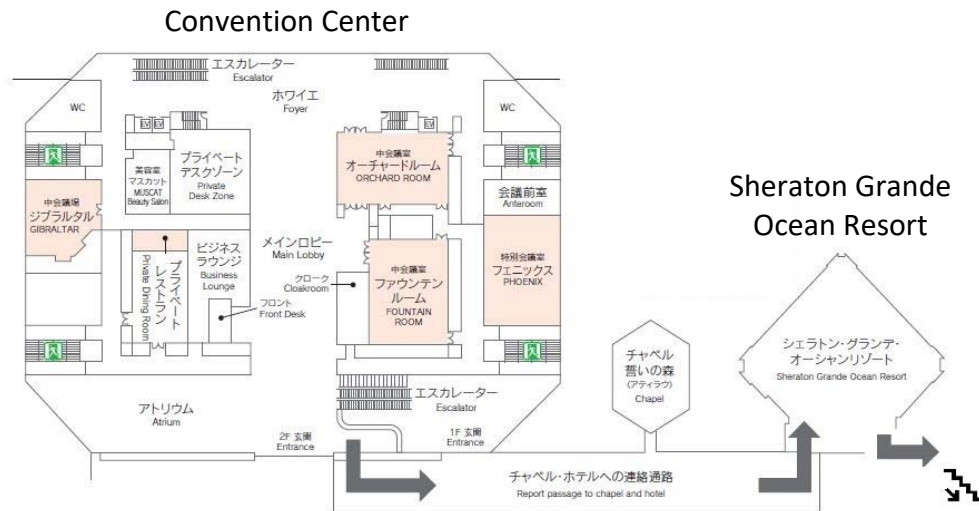 Convention Center
エスカレーター
Escalator
ホワイエ
Foyer
WC
WC
EV
EV
EV
美容室
マスカット
MUSCAT
Beauty Salon
プライベート
デスクゾーン
Private
Desk Zone
中会議室
オーチャードルーム
ORCHARD ROOM
会議前室
Anteroom
中会議場
ジブラルタル
GIBRALTAR
プライベート
レストラン
Private Dining Room
ビジネス
ラウンジ
Business
Lounge
メインロビー
Main Lobby
クローク
Cloakroom
フロント
Front Desk
中会議室
ファウンテン
ルーム
FOUNTAIN
ROOM
特別会議室
フェニックス
PHOENIX
Sheraton Grande
Ocean Resort
チャペル
誓いの森
(アティラウ)
Chapel
シェラトン・グランデ・
オーシャンリゾート
Sheraton Grande Ocean Resort
エスカレーター
Escalator
アトリウム
Atrium
2F 玄関
Entrance
1F 玄関
Entrance
チャペル・ホテルへの連絡通路
Report passage to chapel and hotel